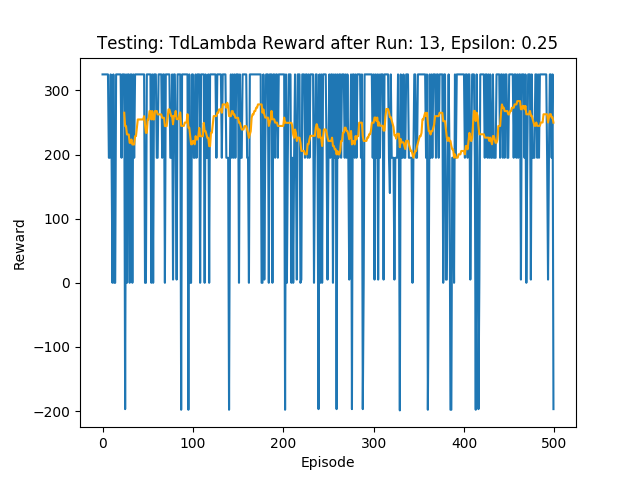 Testing: TdLambda Reward after Run: 13, Epsilon: 0.25
300
200
100
0
−100
−200
Reward
0 100 200 300 400 500
Episode